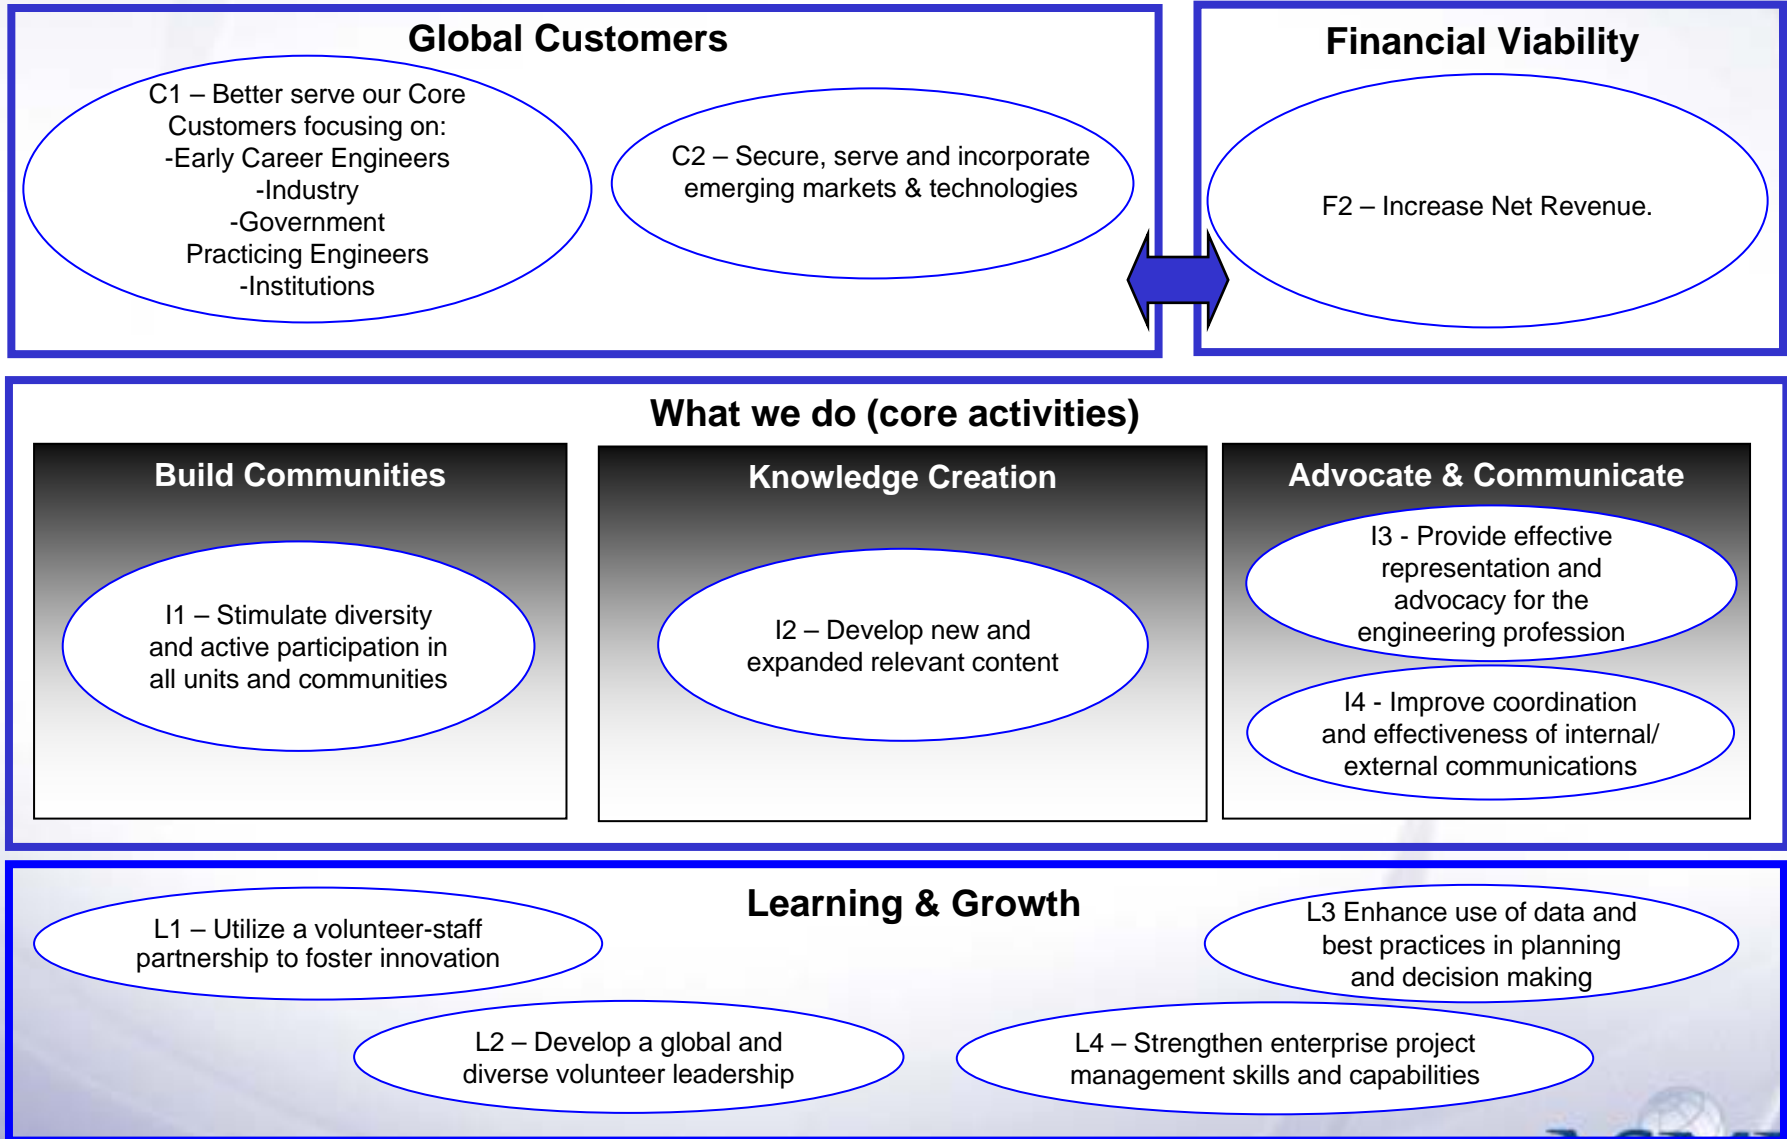 Global Customers
C1 – Better serve our Core
Customers focusing on:
-Early Career Engineers
-Industry
-Government
Practicing Engineers
-Institutions
C2 – Secure, serve and incorporate
emerging markets & technologies
Financial Viability
F2 – Increase Net Revenue.
What we do (core activities)
Build Communities
I1 – Stimulate diversity
and active participation in
all units and communities
Knowledge Creation
I2 – Develop new and
expanded relevant content
Advocate & Communicate
I3 - Provide effective
representation and
advocacy for the
engineering profession
I4 - Improve coordination
and effectiveness of internal/
external communications
Learning & Growth
L1 – Utilize a volunteer-staff
partnership to foster innovation
L2 – Develop a global and
diverse volunteer leadership
L3 Enhance use of data and
best practices in planning
and decision making
L4 – Strengthen enterprise project
management skills and capabilities